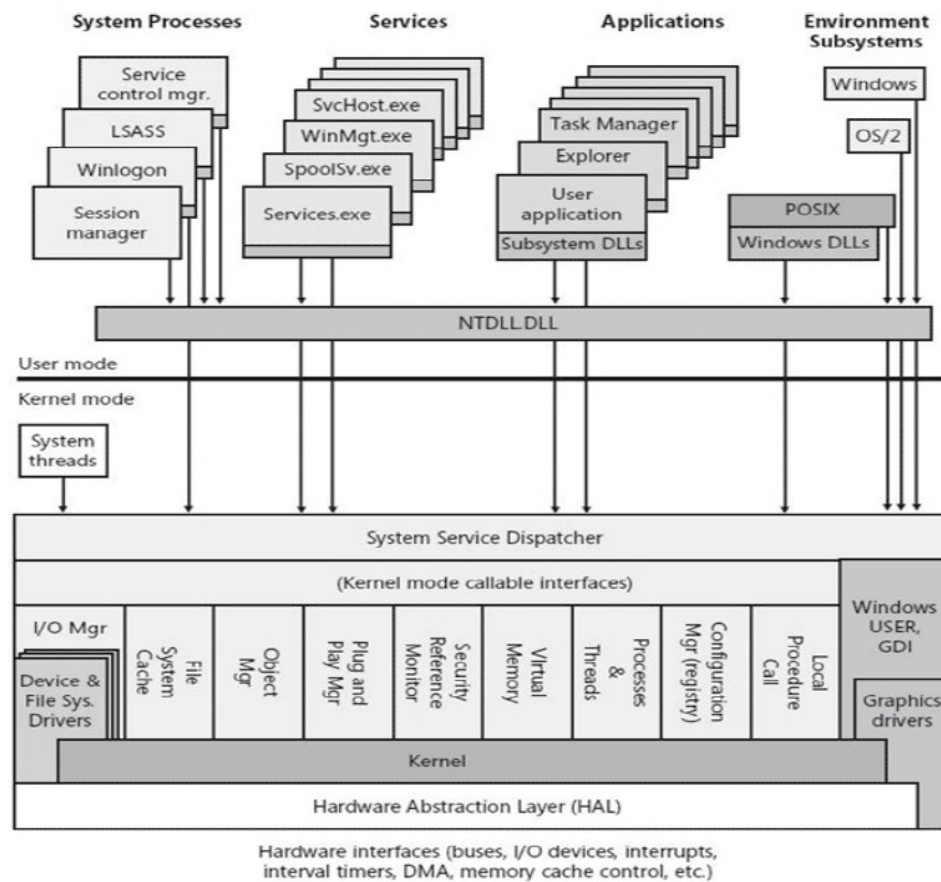 System Processes
Services
Applications
Environment
Subsystems
Service
control mgr.
LSASS
Winlogon
Session
manager
SvcHost.exe
WinMgt.exe
SpoolSv.exe
Services.exe
Task Manager
Explorer
User
application
Subsystem DLLs
Windows
OS/2
POSIX
Windows DLLs
NTDLL.DLL
User mode
Kernel mode
System
threads
System Service Dispatcher
(Kernel mode callable interfaces)
I/O Mgr
Device &
File Sys.
Drivers
File
System
Cache
Object
Mgr
Plug and
Play Mgr
Security
Reference
Monitor
VIrtual
Memory
Processes
&
Threads
Configuration
Mgr (registry)
Local
Procedure
Call
Windows
USER,
GDI
Graphics
drivers
Kernel
Hardware Abstraction Layer (HAL)
Hardware interfaces (buses, I/O devices, interrupts,
interval timers, DMA, memory cache control, etc.)